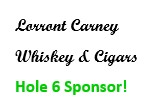 Lorront Carney
Whiskey & Cigars
Hole 6 Sponsor!